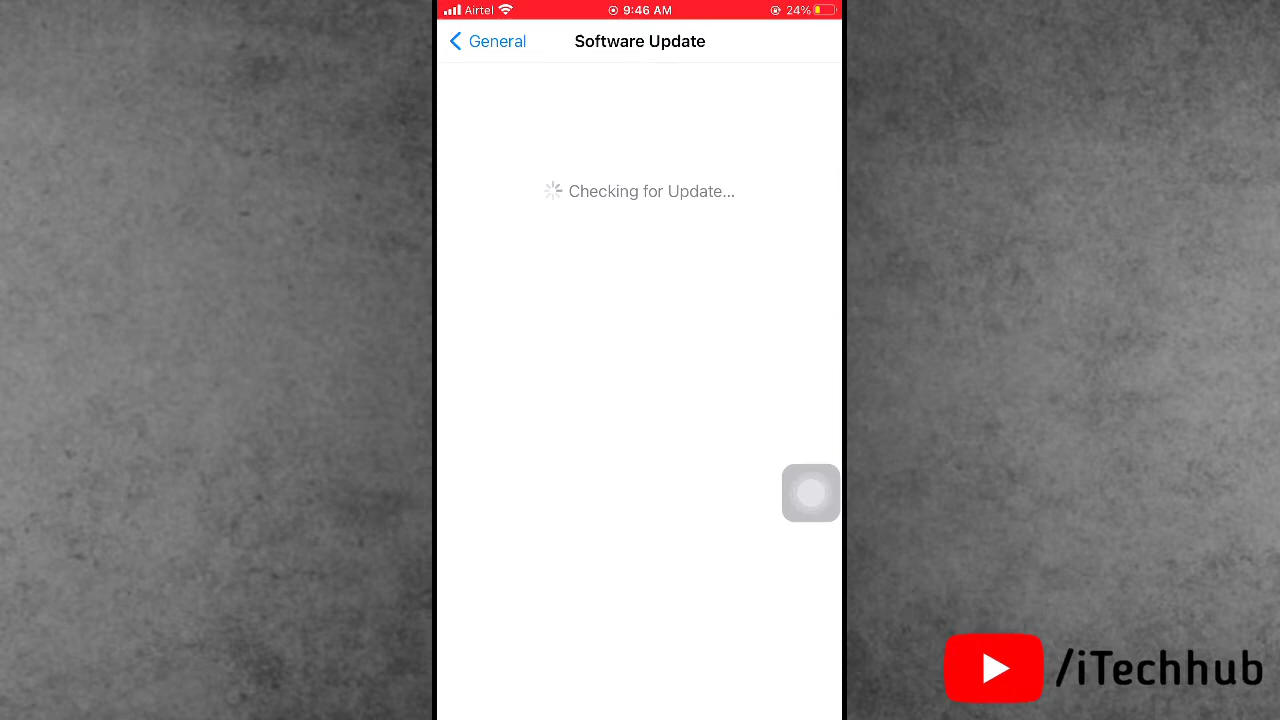 Airtel 9:46 AM 24%
General Software Update
Checking for Update...
/iTechhub